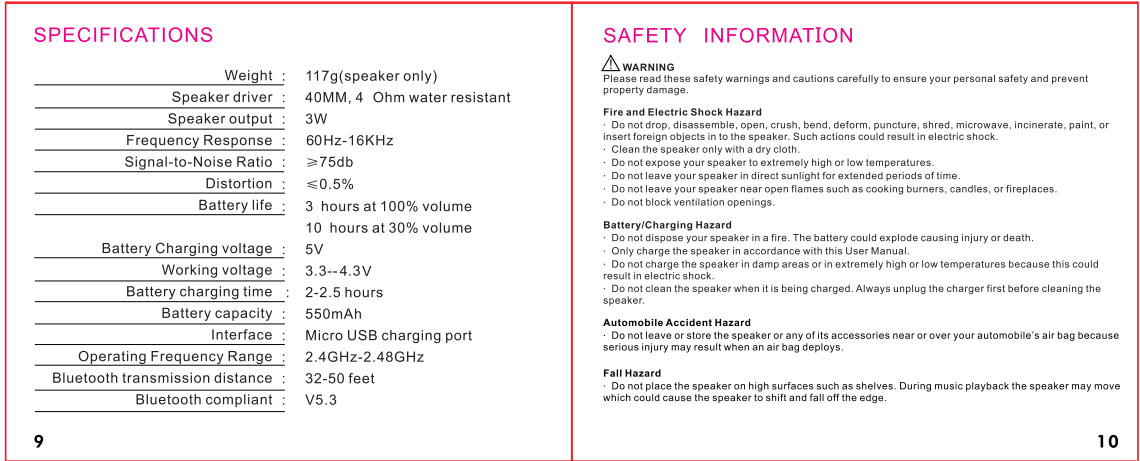 SPECIFICATIONS
Weight : 117g(speaker only)
Speaker driver : 40MM, 4 Ohm water resistant
Speaker output : 3W
Frequency Response : 60Hz-16KHz
Signal-to-Noise Ratio : ≥75db
Distortion : ≤0.5%
Battery life : 3 hours at 100% volume
10 hours at 30% volume
Battery Charging voltage : 5V
Working voltage : 3.3--4.3V
Battery charging time : 2-2.5 hours
Battery capacity : 550mAh
Interface : Micro USB charging port
Operating Frequency Range : 2.4GHz-2.48GHz
Bluetooth transmission distance : 32-50 feet
Bluetooth compliant : V5.3
9
SAFETY INFORMATION
WARNING
Please read these safety warnings and cautions carefully to ensure your personal safety and prevent
property damage.
Fire and Electric Shock Hazard
· Do not drop, disassemble, open, crush, bend, deform, puncture, shred, microwave, incinerate, paint, or
insert foreign objects in to the speaker. Such actions could result in electric shock.
· Clean the speaker only with a dry cloth.
· Do not expose your speaker to extremely high or low temperatures.
· Do not leave your speaker in direct sunlight for extended periods of time.
· Do not leave your speaker near open flames such as cooking burners, candles, or fireplaces.
· Do not block ventilation openings.
Battery/Charging Hazard
· Do not dispose your speaker in a fire. The battery could explode causing injury or death.
· Only charge the speaker in accordance with this User Manual.
· Do not charge the speaker in damp areas or in extremely high or low temperatures because this could
result in electric shock.
· Do not clean the speaker when it is being charged. Always unplug the charger first before cleaning the
speaker.
Automobile Accident Hazard
· Do not leave or store the speaker or any of its accessories near or over your automobile's air bag because
serious injury may result when an air bag deploys.
Fall Hazard
· Do not place the speaker on high surfaces such as shelves. During music playback the speaker may move
which could cause the speaker to shift and fall off the edge.
10